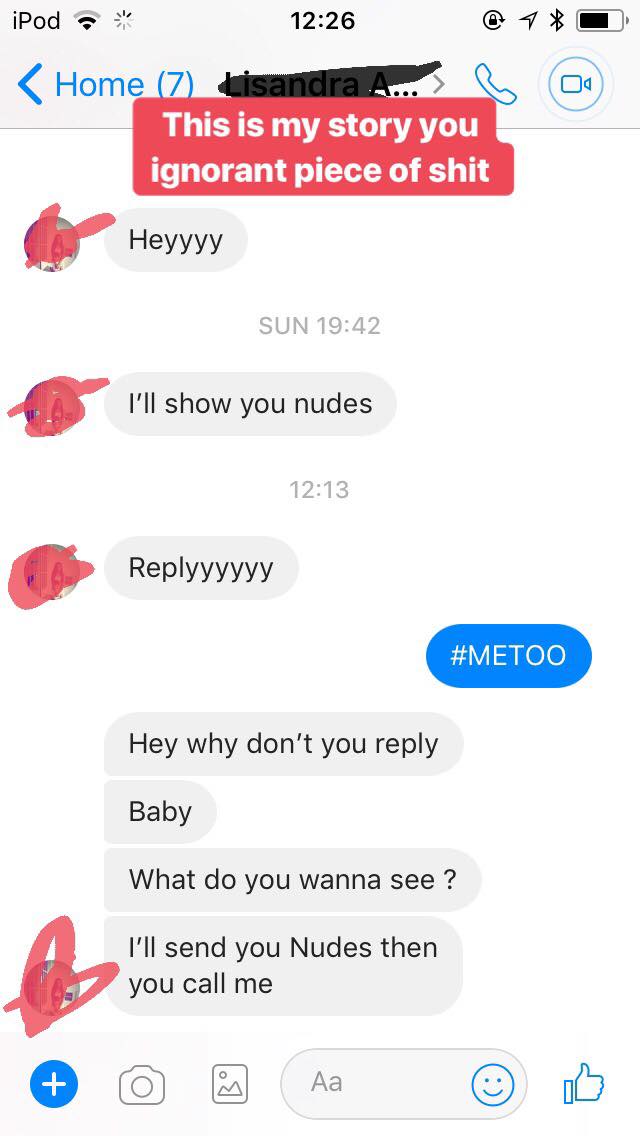 iPod 12:26
Home (7) Lisandra A...
This is my story you
ignorant piece of shit
Heyyyy
SUN 19:42
I'll show you nudes
12:13
Replyyyyyy
#METOO
Hey why don't you reply
Baby
What do you wanna see ?
I'll send you Nudes then
you call me
Aa